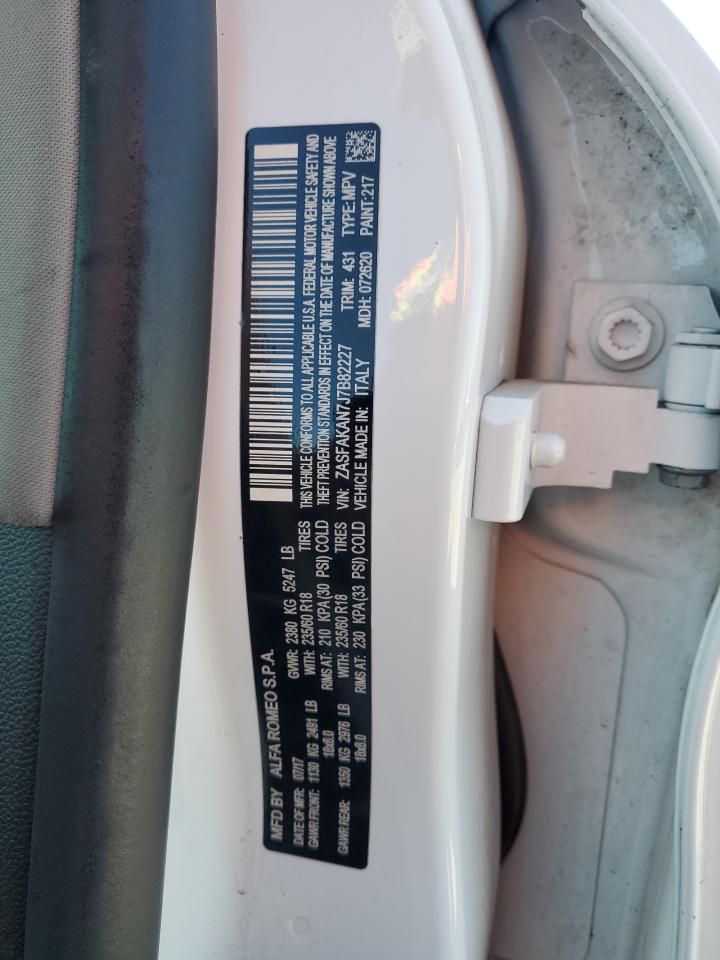 MFD BY ALFA ROMEO S.P.A.
DATE OF MFR: 07/17 GVWR: 2380 KG 5247 LB
GAWR FRONT: 1130 KG 2491 LB WITH: 235/60 R18 TIRES
18x8.0 RIMS AT: 210 KPA (30 PSI) COLD
GAWR REAR: 1350 KG 2976 LB WITH: 235/60 R18 TIRES
18x8.0 RIMS AT: 230 KPA (33 PSI) COLD
THIS VEHICLE CONFORMS TO ALL APPLICABLE U.S.A. FEDERAL MOTOR VEHICLE SAFETY AND
THEFT PREVENTION STANDARDS IN EFFECT ON THE DATE OF MANUFACTURE SHOWN ABOVE
VIN: ZASFAKAN7J7B82227 TRIM: 431 TYPE: MPV
VEHICLE MADE IN: ITALY MDH: 072620 PAINT: 217